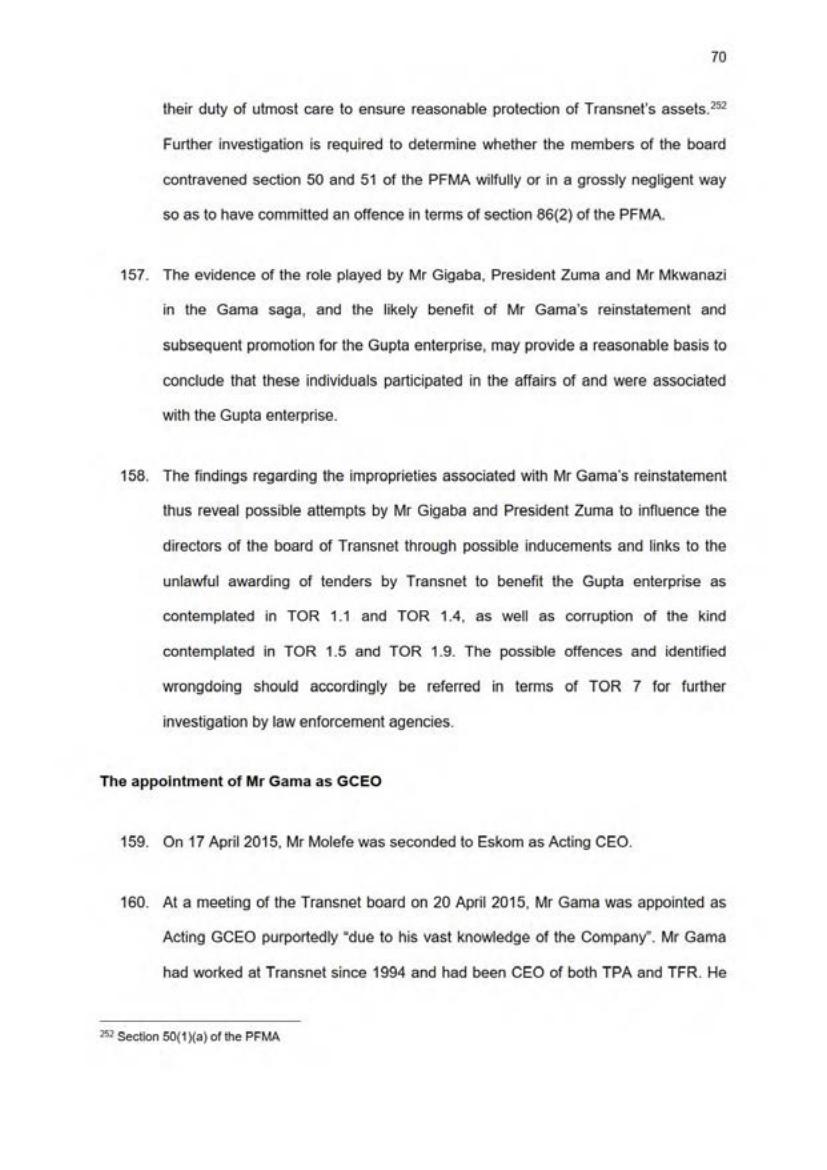 70
their duty of utmost care to ensure reasonable protection of Transnet's assets.252
Further investigation is required to determine whether the members of the board
contravened section 50 and 51 of the PFMA wilfully or in a grossly negligent way
so as to have committed an offence in terms of section 86(2) of the PFMA.
157. The evidence of the role played by Mr Gigaba, President Zuma and Mr Mkwanazi
in the Gama saga, and the likely benefit of Mr Gama's reinstatement and
subsequent promotion for the Gupta enterprise, may provide a reasonable basis to
conclude that these individuals participated in the affairs of and were associated
with the Gupta enterprise.
158. The findings regarding the improprieties associated with Mr Gama's reinstatement
thus reveal possible attempts by Mr Gigaba and President Zuma to influence the
directors of the board of Transnet through possible inducements and links to the
unlawful awarding of tenders by Transnet to benefit the Gupta enterprise as
contemplated in TOR 1.1 and TOR 1.4, as well as corruption of the kind
contemplated in TOR 1.5 and TOR 1.9. The possible offences and identified
wrongdoing should accordingly be referred in terms of TOR 7 for further
investigation by law enforcement agencies.
The appointment of Mr Gama as GCEO
159. On 17 April 2015, Mr Molefe was seconded to Eskom as Acting CEO.
160. At a meeting of the Transnet board on 20 April 2015, Mr Gama was appointed as
Acting GCEO purportedly "due to his vast knowledge of the Company". Mr Gama
had worked at Transnet since 1994 and had been CEO of both TPA and TFR. He
252 Section 50(1)(a) of the PFMA